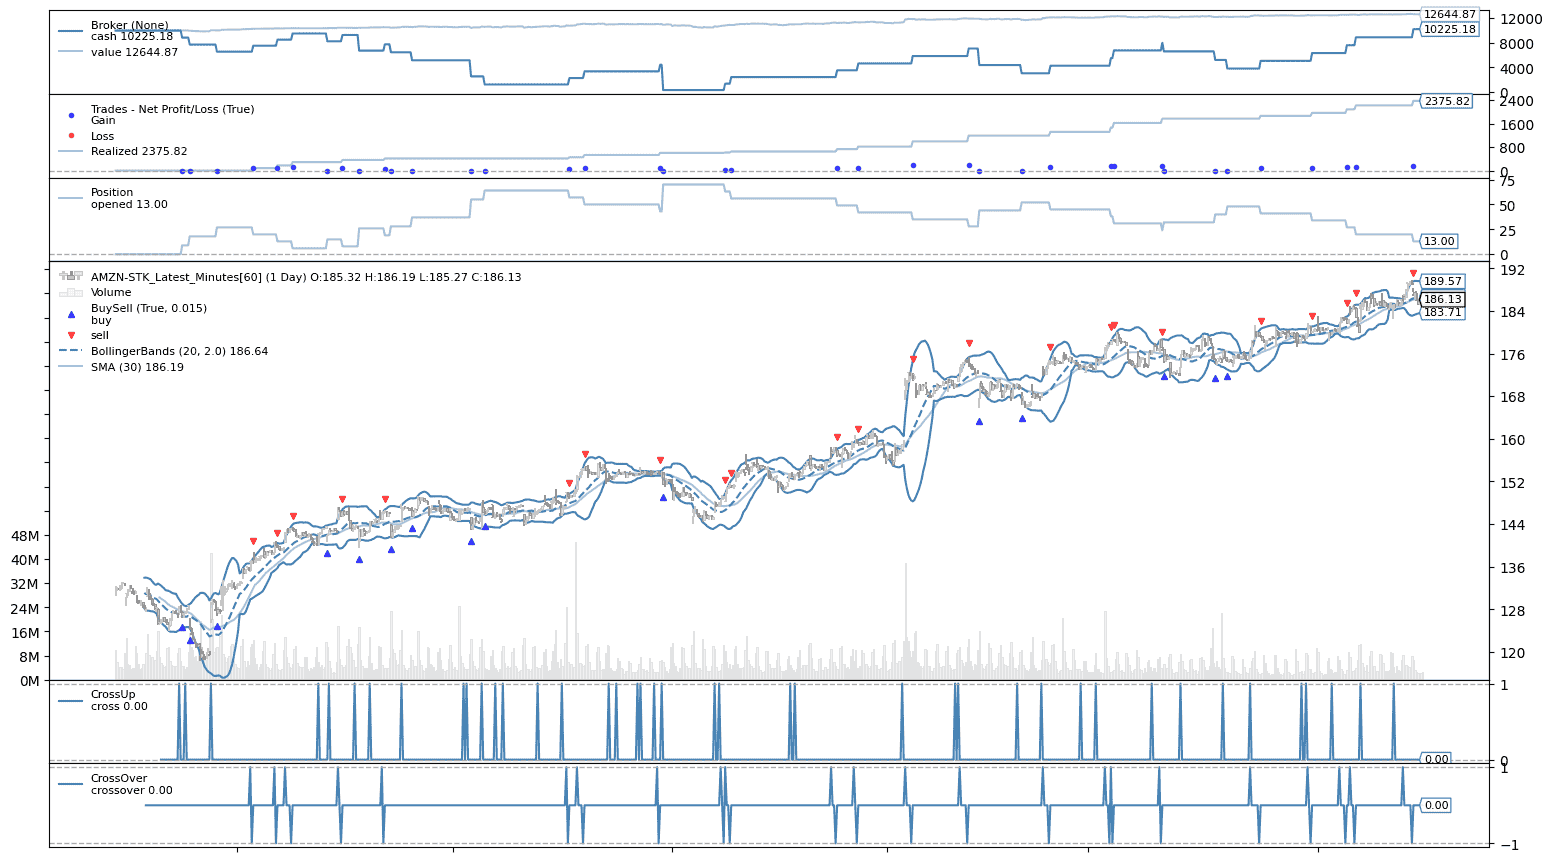 Broker (None)
cash 10225.18
value 12644.87
12644.87
10225.18
12000
8000
4000
0
Trades - Net Profit/Loss (True)
Gain
Loss
Realized 2375.82
2375.82
2400
1600
800
0
Position
opened 13.00
13.00
75
50
25
0
AMZN-STK_Latest_Minutes[60] (1 Day) O:185.32 H:186.19 L:185.27 C:186.13
Volume
BuySell (True, 0.015)
buy
sell
BollingerBands (20, 2.0) 186.64
SMA (30) 186.19
189.57
186.13
183.71
192
184
176
168
160
152
144
136
128
120
48M
40M
32M
24M
16M
8M
0M
CrossUp
cross 0.00
0.00
1
0
CrossOver
crossover 0.00
0.00
1
−1